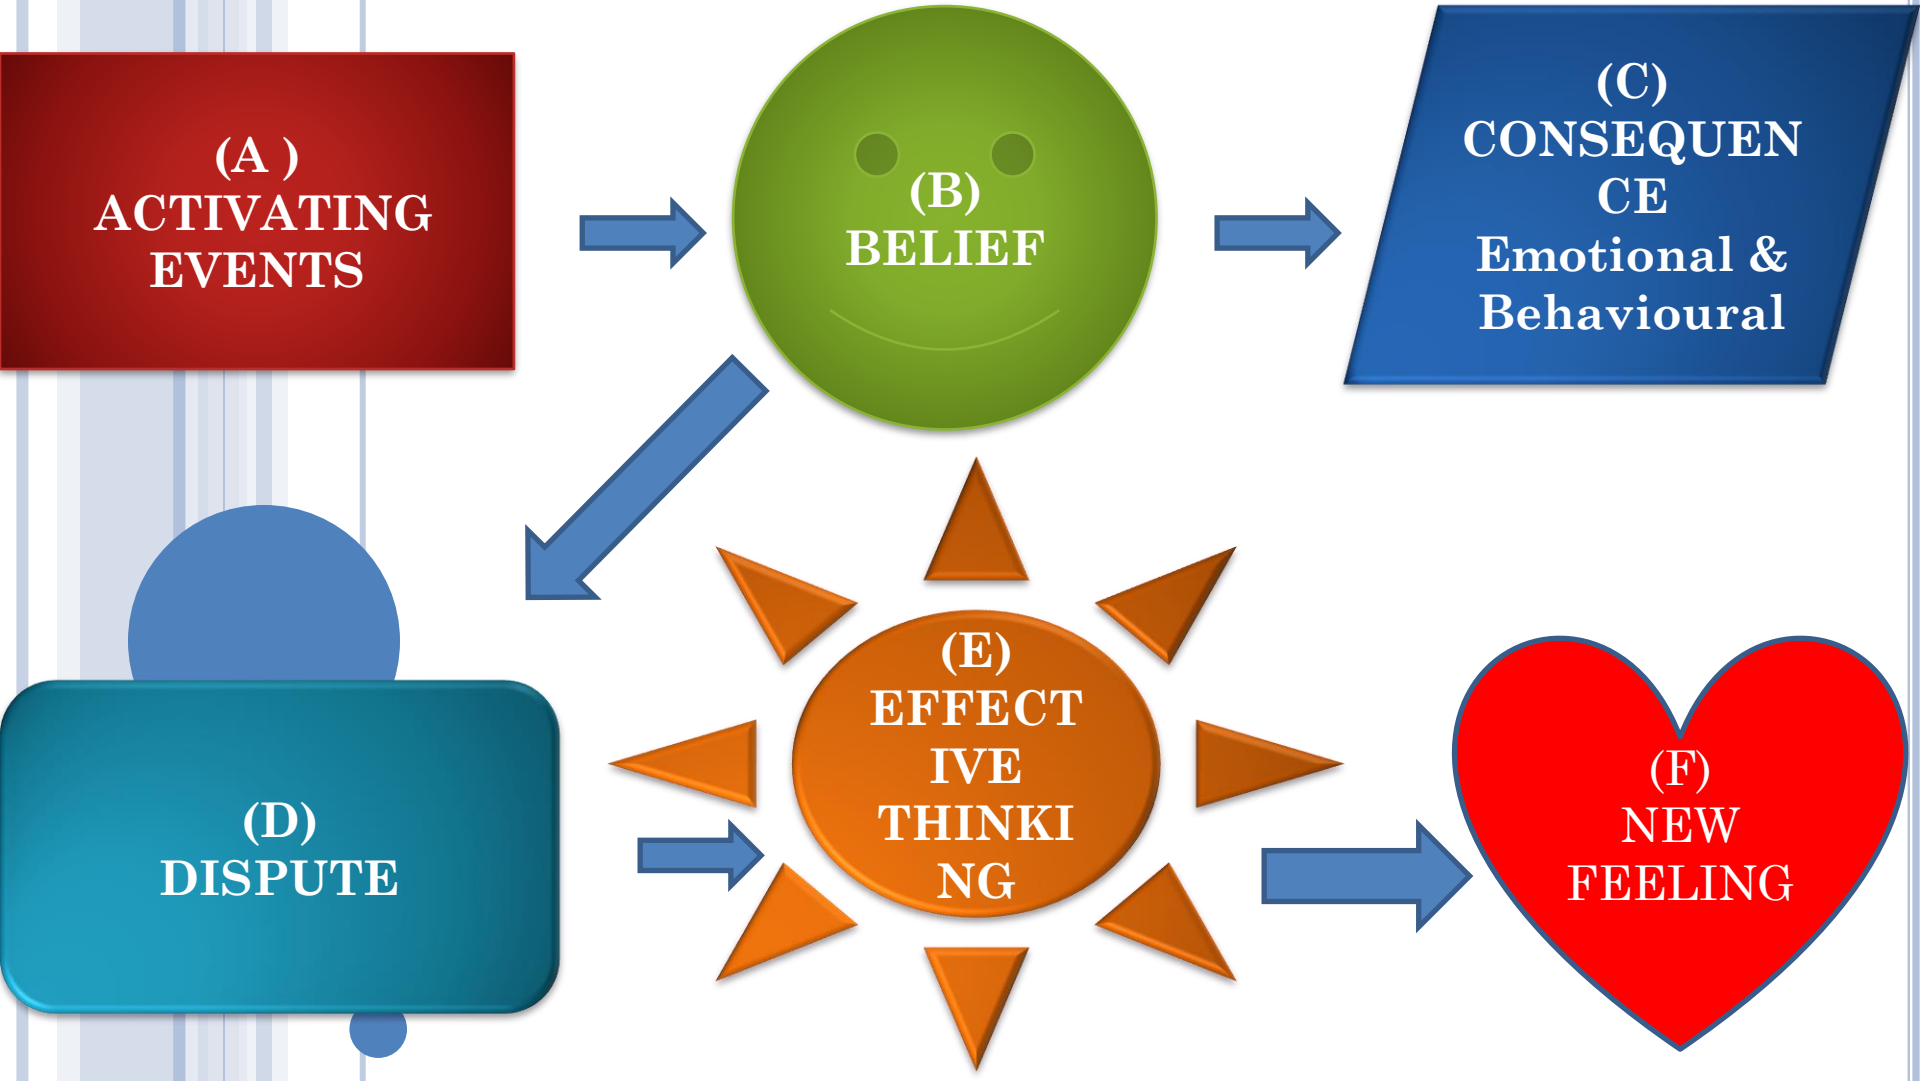 (A )
ACTIVATING
EVENTS
(B)
BELIEF
(C)
CONSEQUEN
CE
Emotional &
Behavioural
(D)
DISPUTE
(E)
EFFECT
IVE
THINKI
NG
(F)
NEW
FEELING